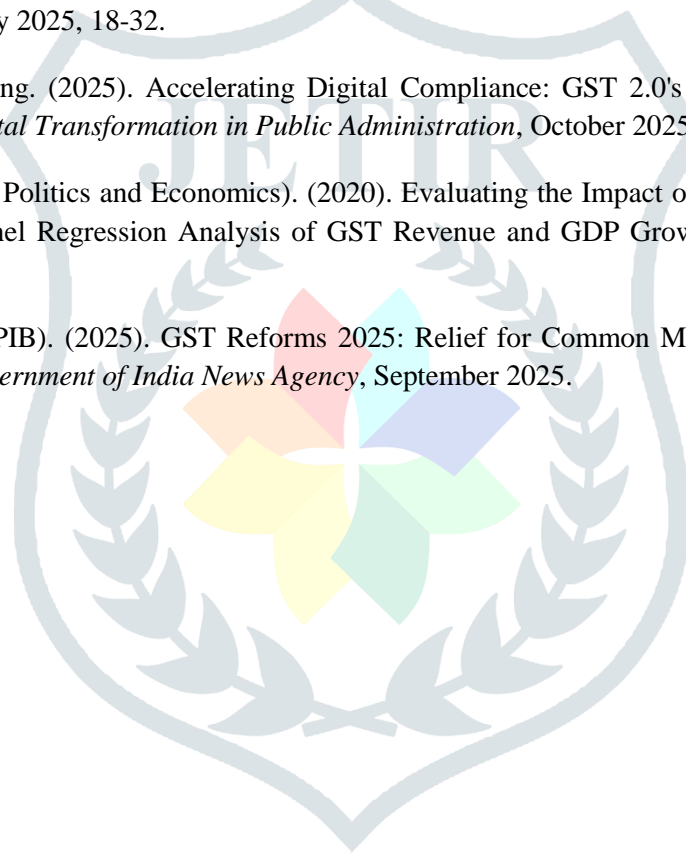 y 2025, 18-32.
ng. (2025). Accelerating Digital Compliance: GST 2.0's
tal Transformation in Public Administration, October 2025
Politics and Economics). (2020). Evaluating the Impact o
nel Regression Analysis of GST Revenue and GDP Grow
PIB). (2025). GST Reforms 2025: Relief for Common M
ernment of India News Agency, September 2025.
JETIR